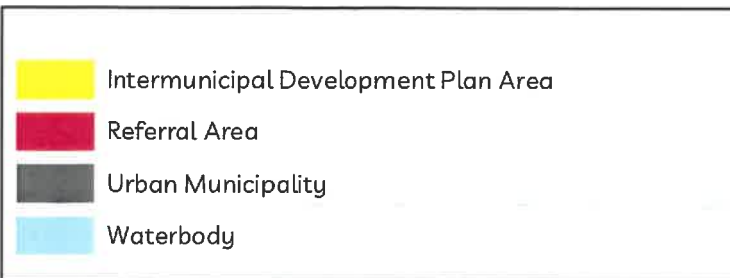 Intermunicipal Development Plan Area
Referral Area
Urban Municipality
Waterbody